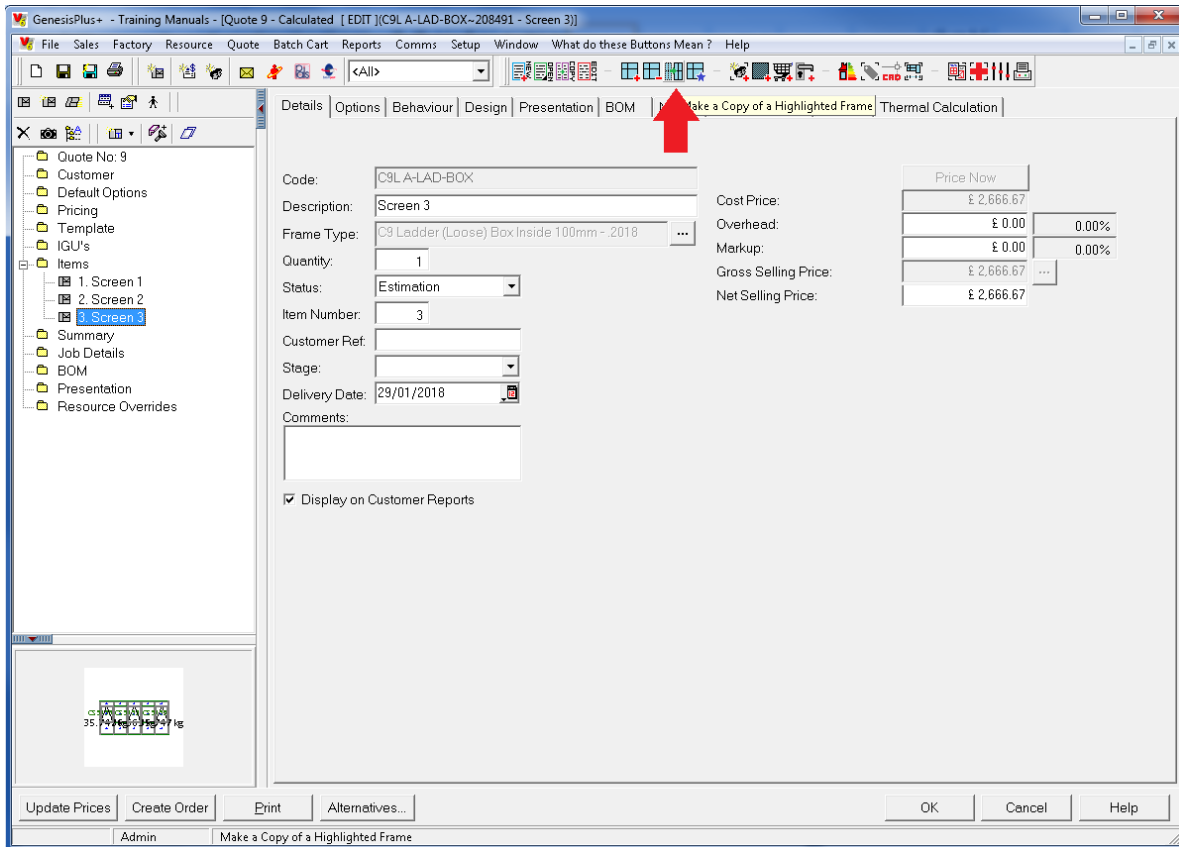 GenesisPlus+ - Training Manuals - [Quote 9 - Calculated [ EDIT ](C9L A-LAD-BOX~208491 - Screen 3)]
File Sales Factory Resource Quote Batch Cart Reports Comms Setup Window What do these Buttons Mean ? Help
<All>
Details Options Behaviour Design Presentation BOM Make a Copy of a Highlighted Frame Thermal Calculation
Quote No: 9
Customer
Default Options
Pricing
Template
IGU's
Items
1. Screen 1
2. Screen 2
3. Screen 3
Summary
Job Details
BOM
Presentation
Resource Overrides
Code: C9L A-LAD-BOX
Description: Screen 3
Frame Type: C9 Ladder (Loose) Box Inside 100mm - 2018 ...
Quantity: 1
Status: Estimation
Item Number: 3
Customer Ref:
Stage:
Delivery Date: 29/01/2018
Comments:
Display on Customer Reports
Price Now
Cost Price: £ 2,666.67
Overhead: £ 0.00 0.00%
Markup: £ 0.00 0.00%
Gross Selling Price: £ 2,666.67 ...
Net Selling Price: £ 2,666.67
Update Prices Create Order Print Alternatives... OK Cancel Help
Admin Make a Copy of a Highlighted Frame